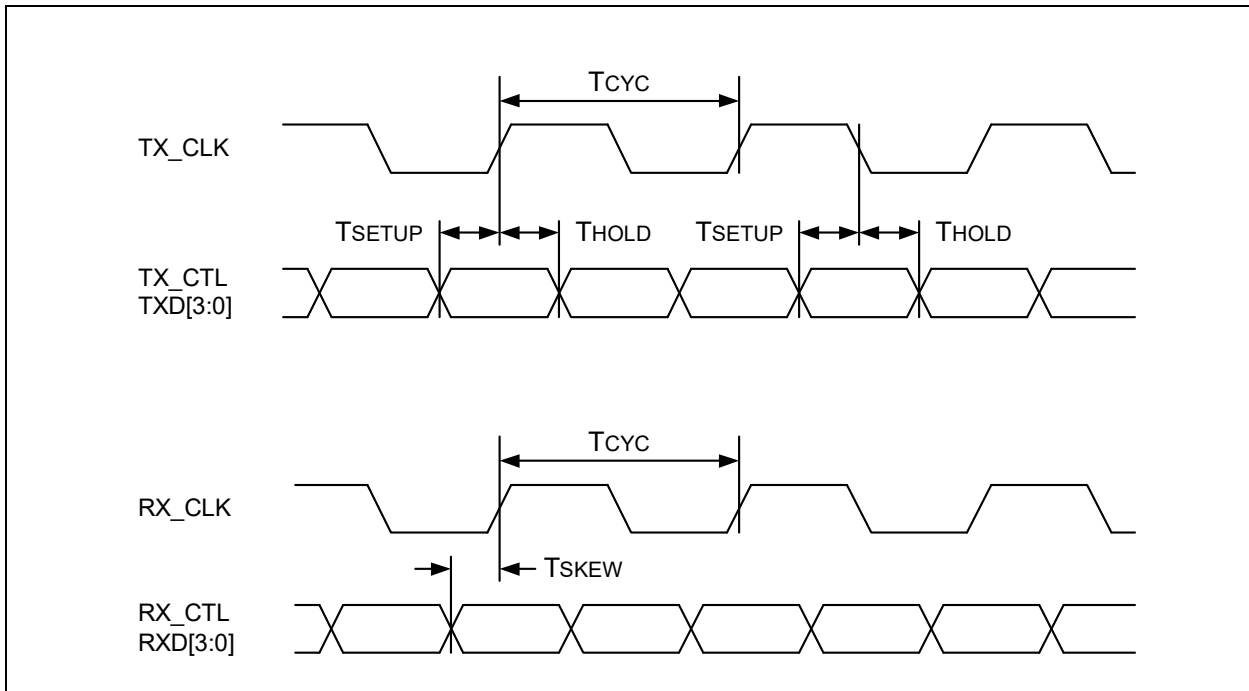 TCYC
TX_CLK
TSETUP THOLD TSETUP THOLD
TX_CTL
TXD[3:0]
TCYC
RX_CLK
TSKEW
RX_CTL
RXD[3:0]